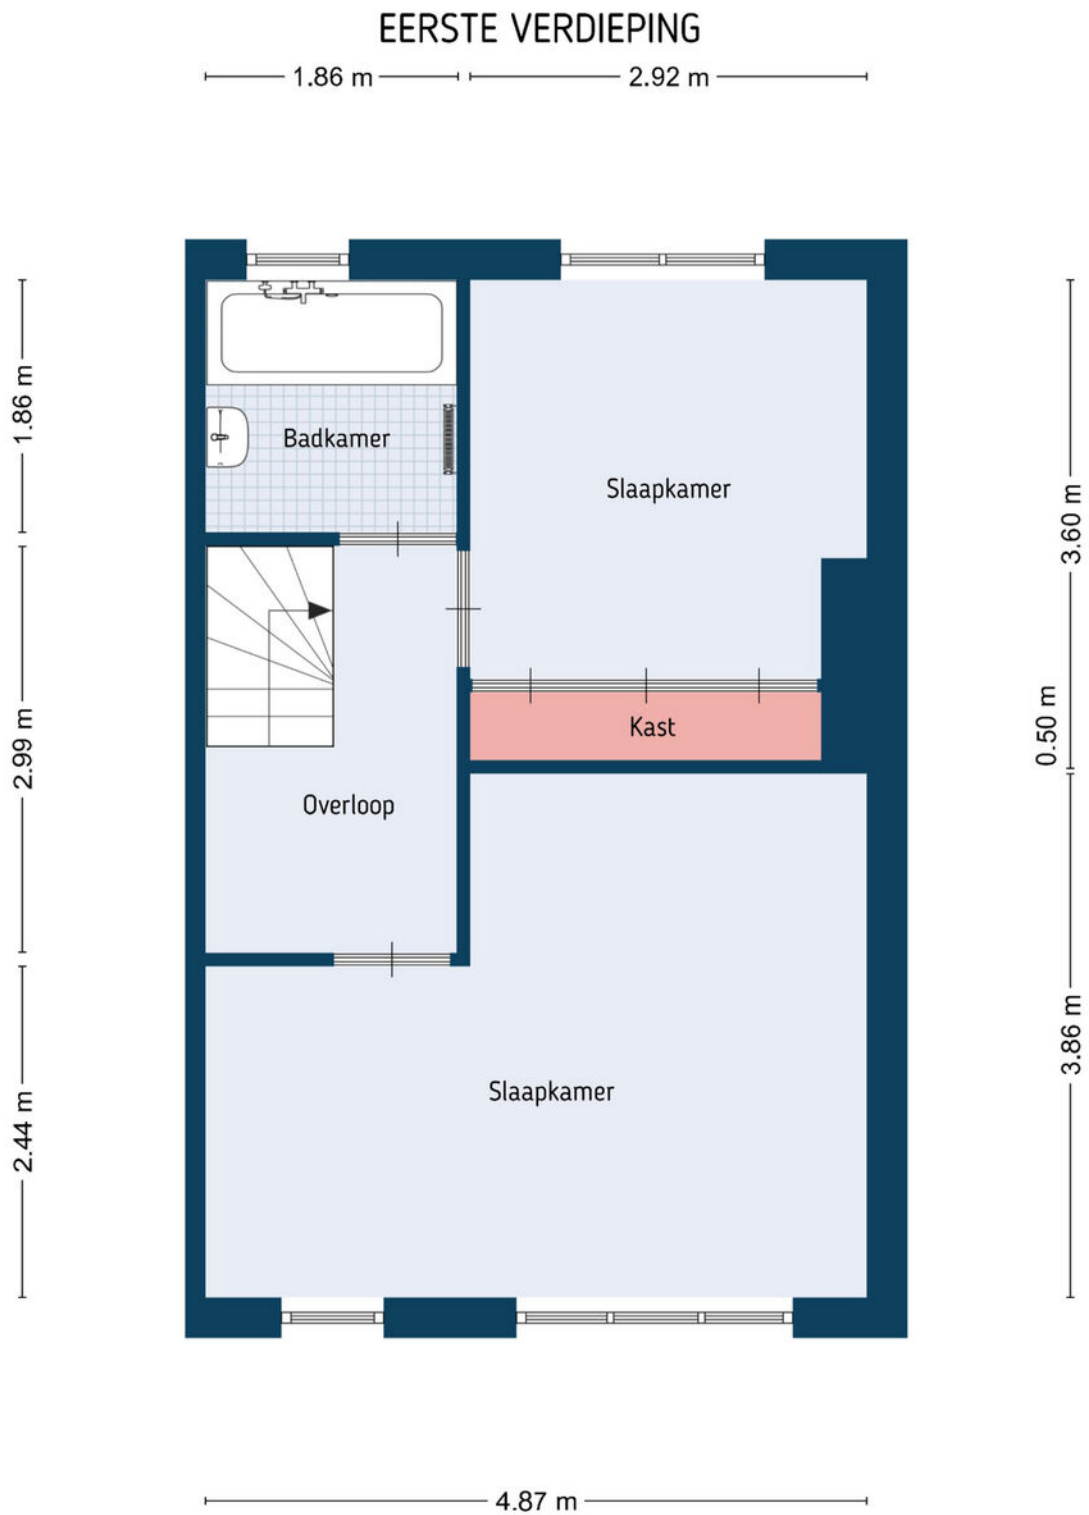 EERSTE VERDIEPING
1.86 m
2.92 m
1.86 m
Badkamer
Slaapkamer
3.60 m
2.99 m
Kast
0.50 m
Overloop
3.86 m
Slaapkamer
2.44 m
4.87 m